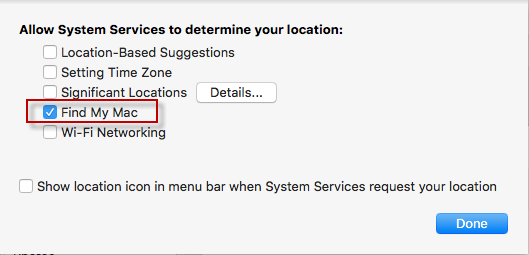 Allow System Services to determine your location:
Location-Based Suggestions
Setting Time Zone
Significant Locations Details...
Find My Mac
Wi-Fi Networking
Show location icon in menu bar when System Services request your location
Done